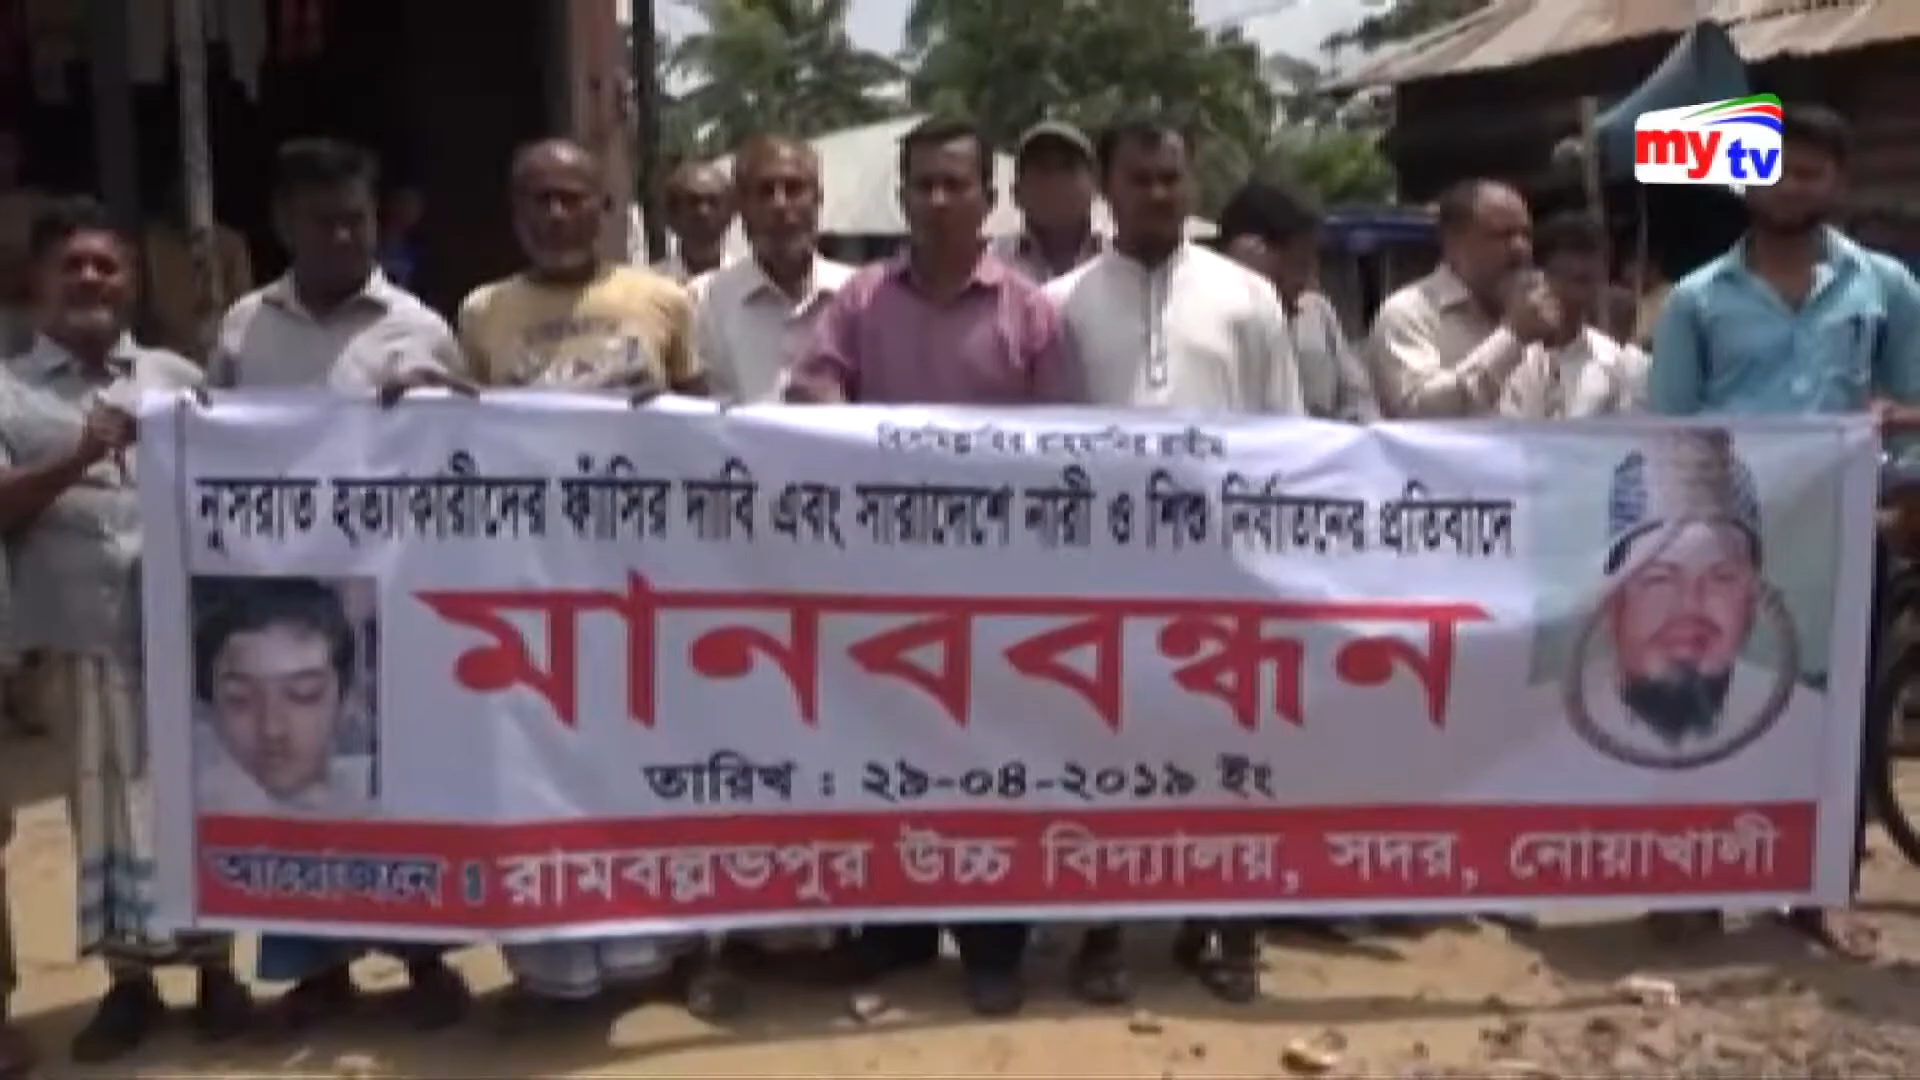 my tv
নুসরাত হত্যাকারীদের ফাঁসির দাবি এবং সারাদেশে নারী ও শিশু নির্যাতনের প্রতিবাদে
মানববন্ধন
তারিখ : ২৯-০৪-২০১৯ ইং
আয়োজনে : রামবল্লভপুর উচ্চ বিদ্যালয়, সদর, নোয়াখালী